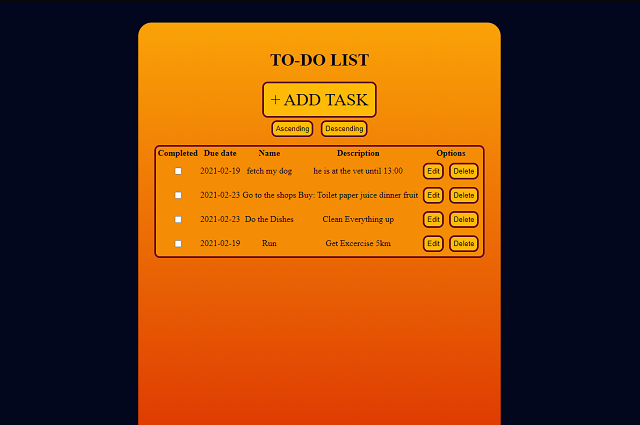 TO-DO LIST
+ ADD TASK
Ascending Descending
Completed Due date Name Description Options
2021-02-19 fetch my dog he is at the vet until 13:00 Edit Delete
2021-02-23 Go to the shops Buy: Toilet paper juice dinner fruit Edit Delete
2021-02-23 Do the Dishes Clean Everything up Edit Delete
2021-02-19 Run Get Excercise 5km Edit Delete